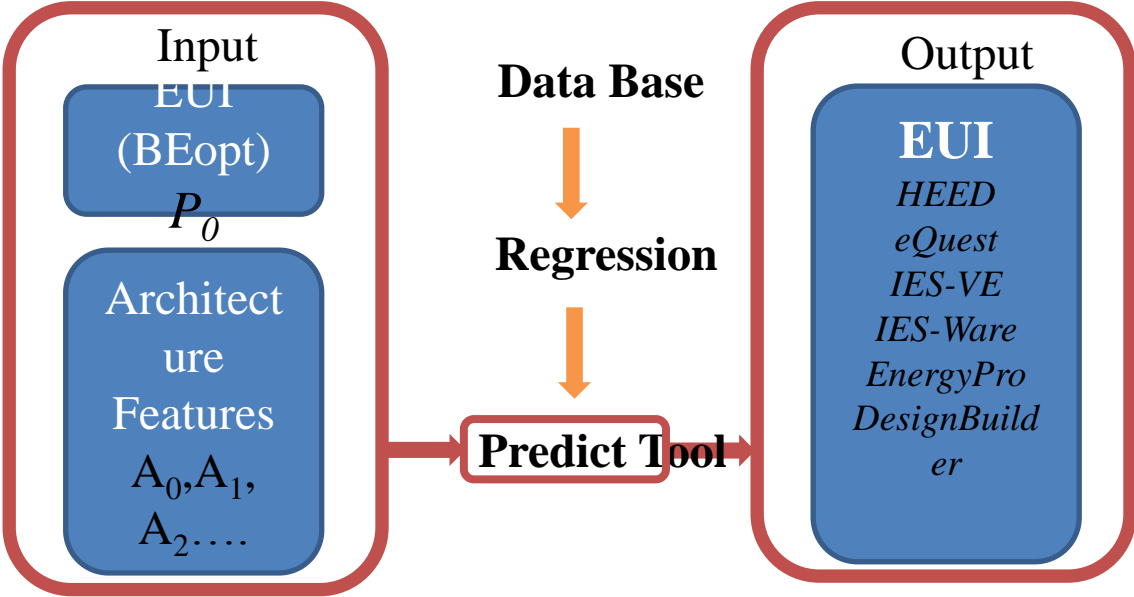 Input
EUI
(BEopt)
P₀
Architect
ure
Features
A₀,A₁,
A₂….
Data Base
Regression
Predict Tool
Output
EUI
HEED
eQuest
IES-VE
IES-Ware
EnergyPro
DesignBuild
er